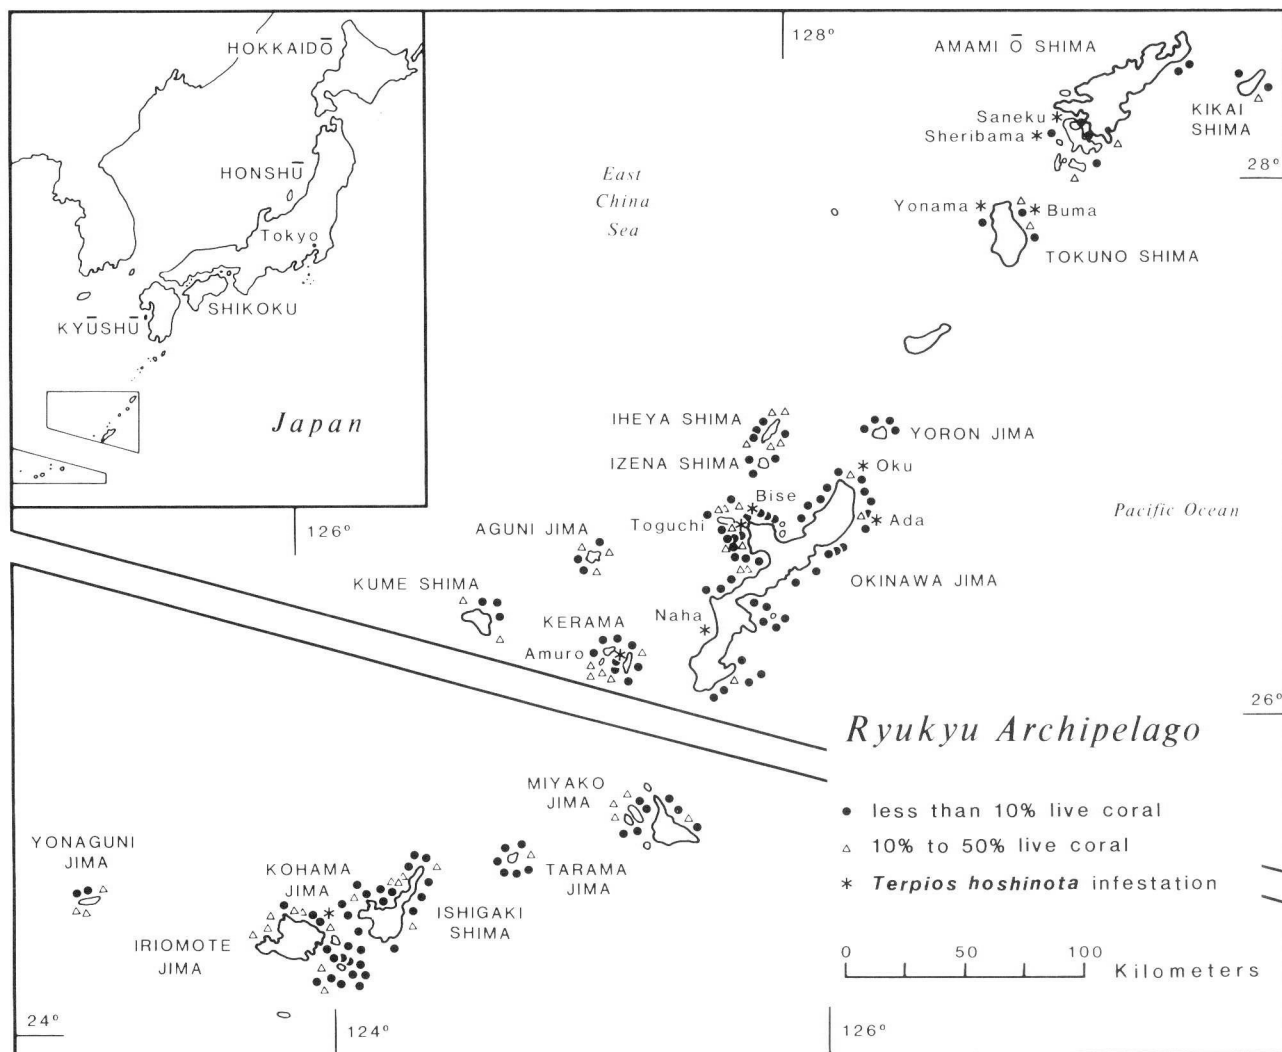 HOKKAIDŌ
HONSHŪ
Tokyo
SHIKOKU
KYŪSHŪ
Japan
128°
AMAMI Ō SHIMA
KIKAI
SHIMA
Saneku
Sheribama
28°
East
China
Sea
Yonama
Buma
TOKUNO SHIMA
IHEYA SHIMA
YORON JIMA
IZENA SHIMA
Oku
Bise
126°
Toguchi
Ada
Pacific Ocean
AGUNI JIMA
OKINAWA JIMA
KUME SHIMA
Naha
KERAMA
Amuro
26°
Ryukyu Archipelago
MIYAKO
JIMA
less than 10% live coral
10% to 50% live coral
Terpios hoshinota infestation
YONAGUNI
JIMA
KOHAMA
JIMA
TARAMA
JIMA
ISHIGAKI
SHIMA
IRIOMOTE
JIMA
0 50 100
Kilometers
24°
124°
126°